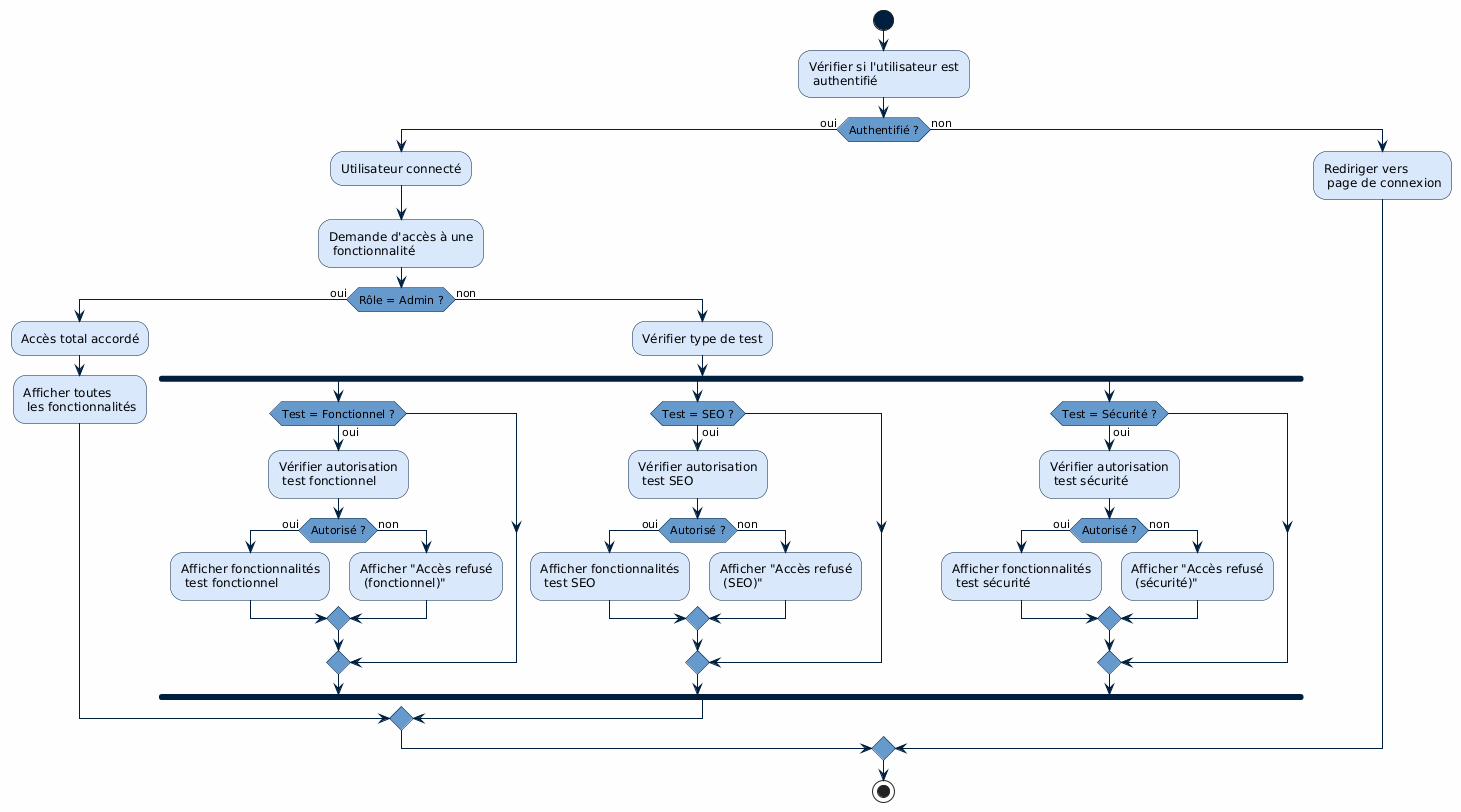 Vérifier si l'utilisateur est
authentifié
oui
Authentifié ?
non
Utilisateur connecté
Rediriger vers
page de connexion
Demande d'accès à une
fonctionnalité
oui
Rôle = Admin ?
non
Accès total accordé
Vérifier type de test
Afficher toutes
les fonctionnalités
Test = Fonctionnel ?
oui
Vérifier autorisation
test fonctionnel
oui
Autorisé ?
non
Afficher fonctionnalités
test fonctionnel
Afficher "Accès refusé
(fonctionnel)"
Test = SEO ?
oui
Vérifier autorisation
test SEO
oui
Autorisé ?
non
Afficher fonctionnalités
test SEO
Afficher "Accès refusé
(SEO)"
Test = Sécurité ?
oui
Vérifier autorisation
test sécurité
oui
Autorisé ?
non
Afficher fonctionnalités
test sécurité
Afficher "Accès refusé
(sécurité)"